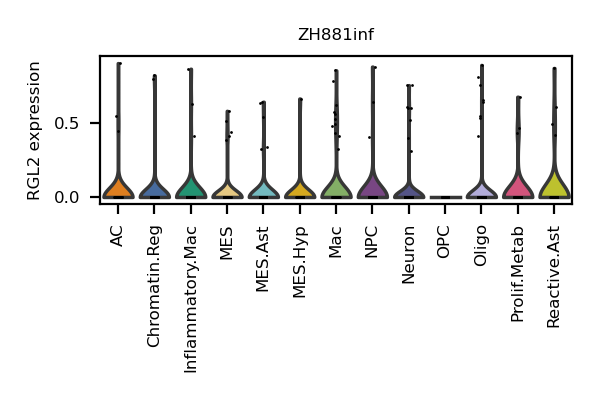 ZH881inf
RGL2 expression
0.5
0.0
AC
Chromatin.Reg
Inflammatory.Mac
MES
MES.Ast
MES.Hyp
Mac
NPC
Neuron
OPC
Oligo
Prolif.Metab
Reactive.Ast